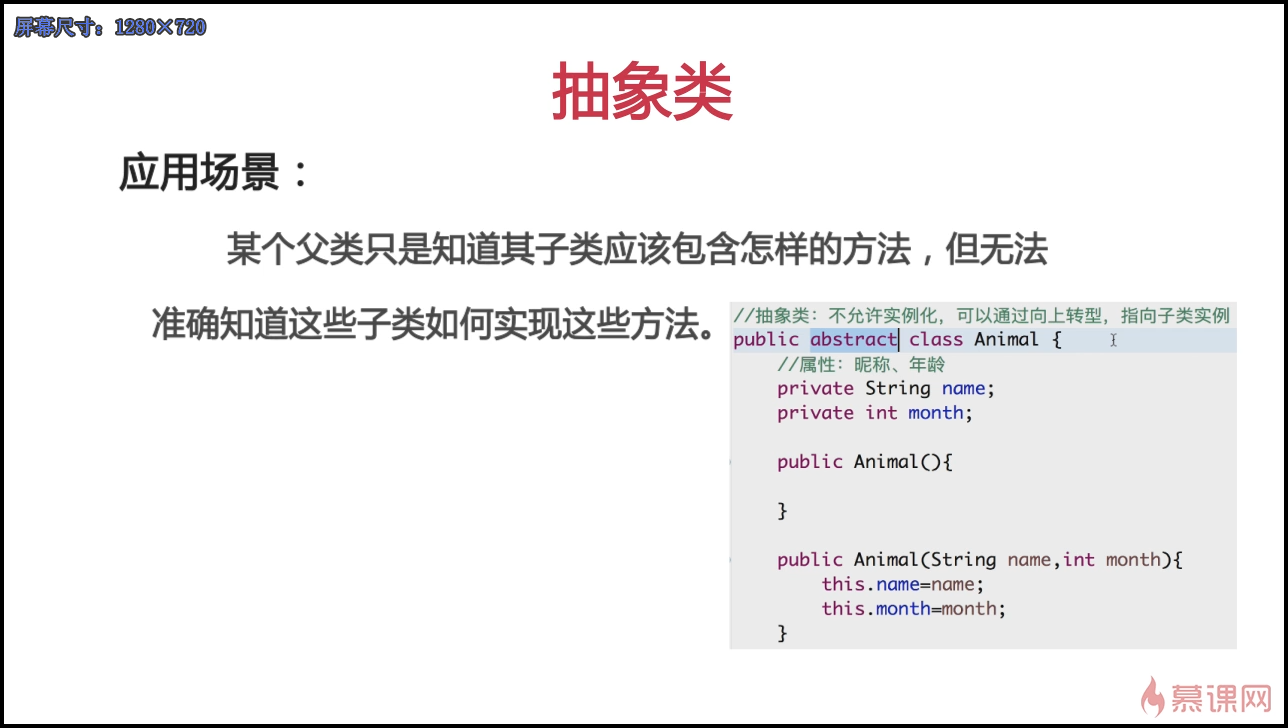 屏幕尺寸：1280×720
抽象类
应用场景：
某个父类只是知道其子类应该包含怎样的方法，但无法
准确知道这些子类如何实现这些方法。
//抽象类：不允许实例化，可以通过向上转型，指向子类实例
public abstract class Animal {
//属性：昵称、年龄
private String name;
private int month;
public Animal(){
}
public Animal(String name,int month){
this.name=name;
this.month=month;
}
慕课网